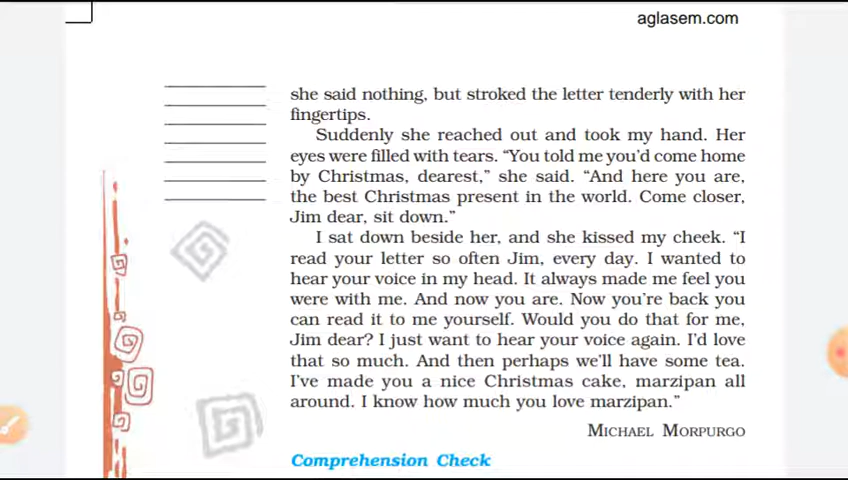 aglasem.com
she said nothing, but stroked the letter tenderly with her
fingertips.
Suddenly she reached out and took my hand. Her
eyes were filled with tears. “You told me you’d come home
by Christmas, dearest,” she said. “And here you are,
the best Christmas present in the world. Come closer,
Jim dear, sit down.”
I sat down beside her, and she kissed my cheek. “I
read your letter so often Jim, every day. I wanted to
hear your voice in my head. It always made me feel you
were with me. And now you are. Now you’re back you
can read it to me yourself. Would you do that for me,
Jim dear? I just want to hear your voice again. I’d love
that so much. And then perhaps we’ll have some tea.
I’ve made you a nice Christmas cake, marzipan all
around. I know how much you love marzipan.”
MICHAEL MORPURGO
Comprehension Check